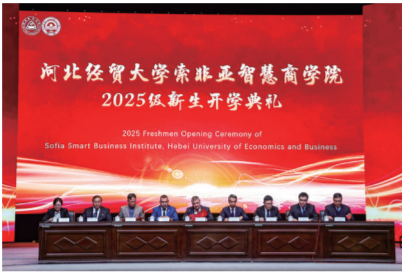 河北经贸大学索非亚智慧商学院
2025级新生开学典礼
2025 Freshmen Opening Ceremony of
Sofia Smart Business Institute, Hebei University of Economics and Business